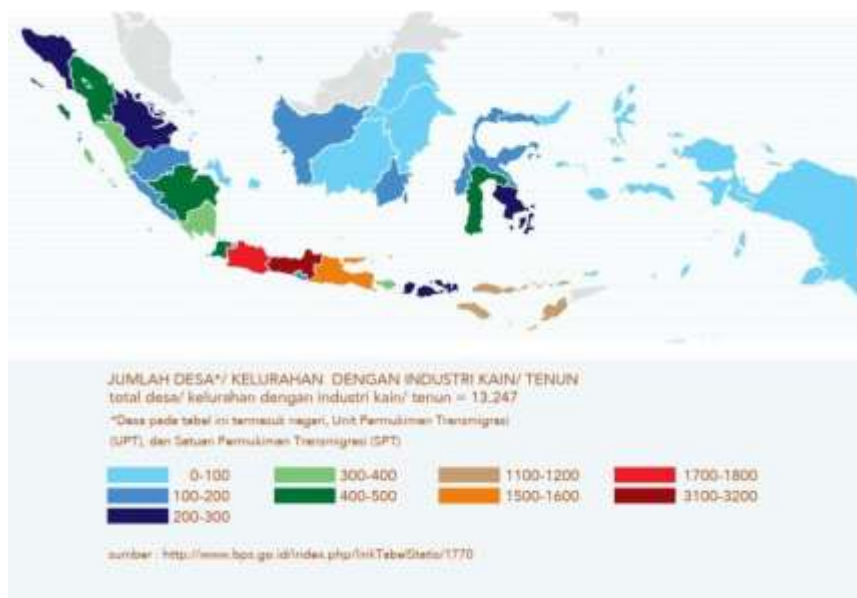 JUMLAH DESA*/ KELURAHAN DENGAN INDUSTRI KAIN/ TENUN
total desa/ kelurahan dengan industri kain/ tenun = 13.247
*Desa pada tabel ini termasuk negeri, Unit Permukiman Transmigrasi
(UPT), dan Satuan Permukiman Transmigrasi (SPT)
0-100 300-400 1100-1200 1700-1800
100-200 400-500 1500-1600 3100-3200
200-300
sumber : http://www.bps.go.id/index.php/linkTabelStatis/1770